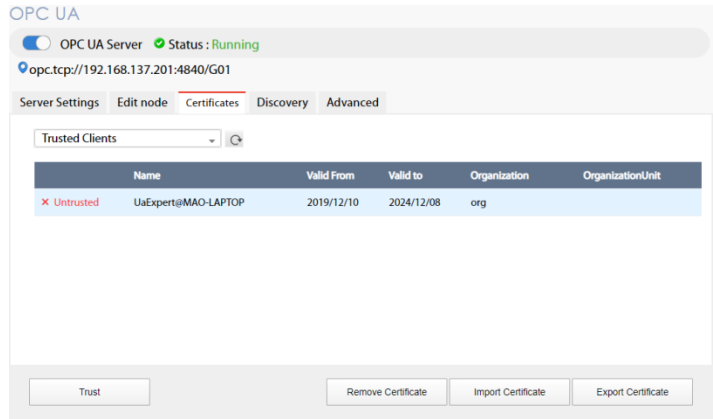 OPC UA
OPC UA Server Status : Running
opc.tcp://192.168.137.201:4840/G01
Server Settings Edit node Certificates Discovery Advanced
Trusted Clients
Name Valid From Valid to Organization OrganizationUnit
× Untrusted UaExpert@MAO-LAPTOP 2019/12/10 2024/12/08 org
Trust Remove Certificate Import Certificate Export Certificate